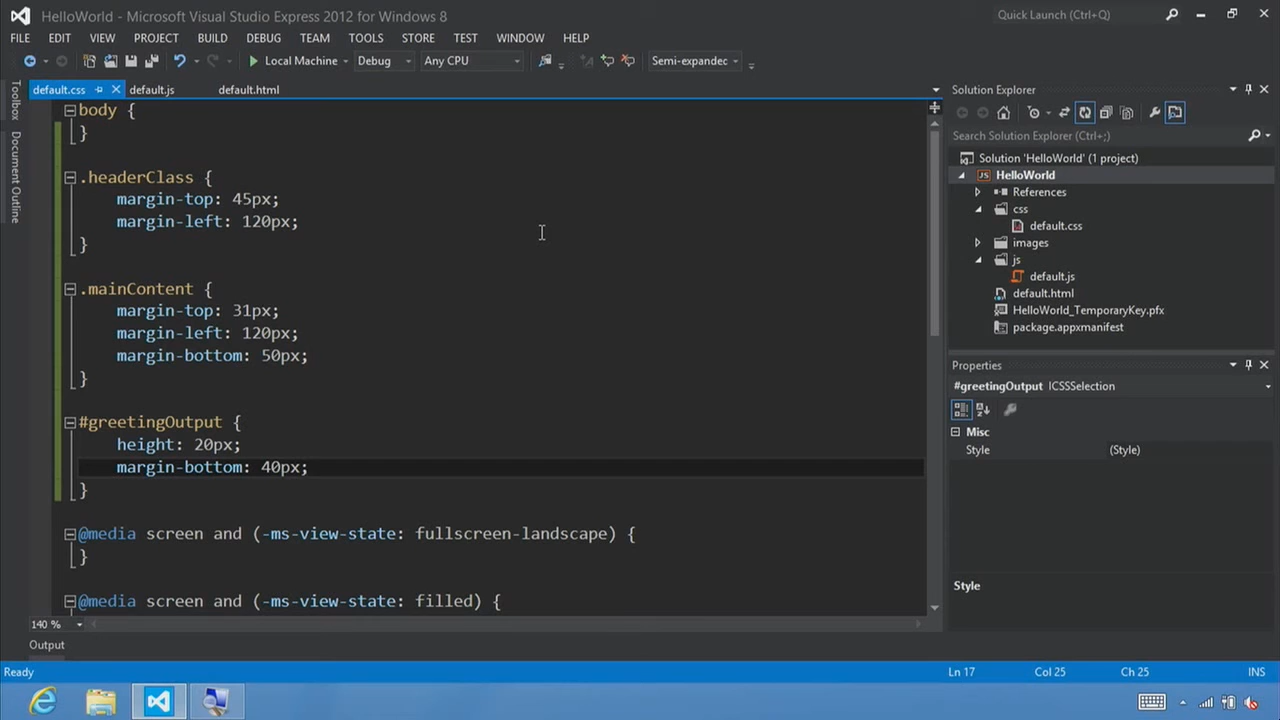 HelloWorld - Microsoft Visual Studio Express 2012 for Windows 8
Quick Launch (Ctrl+Q)
FILE EDIT VIEW PROJECT BUILD DEBUG TEAM TOOLS STORE TEST WINDOW HELP
Local Machine Debug Any CPU Semi-expandec
Toolbox
Document Outline
default.css default.js default.html
body {
}
.headerClass {
margin-top: 45px;
margin-left: 120px;
}
.mainContent {
margin-top: 31px;
margin-left: 120px;
margin-bottom: 50px;
}
#greetingOutput {
height: 20px;
margin-bottom: 40px;
}
@media screen and (-ms-view-state: fullscreen-landscape) {
}
@media screen and (-ms-view-state: filled) {
140 %
Output
Solution Explorer
Search Solution Explorer (Ctrl+;)
Solution 'HelloWorld' (1 project)
JS HelloWorld
References
css
default.css
images
js
default.js
default.html
HelloWorld_TemporaryKey.pfx
package.appxmanifest
Properties
#greetingOutput ICSSSelection
Misc
Style (Style)
Style
Ready Ln 17 Col 25 Ch 25 INS